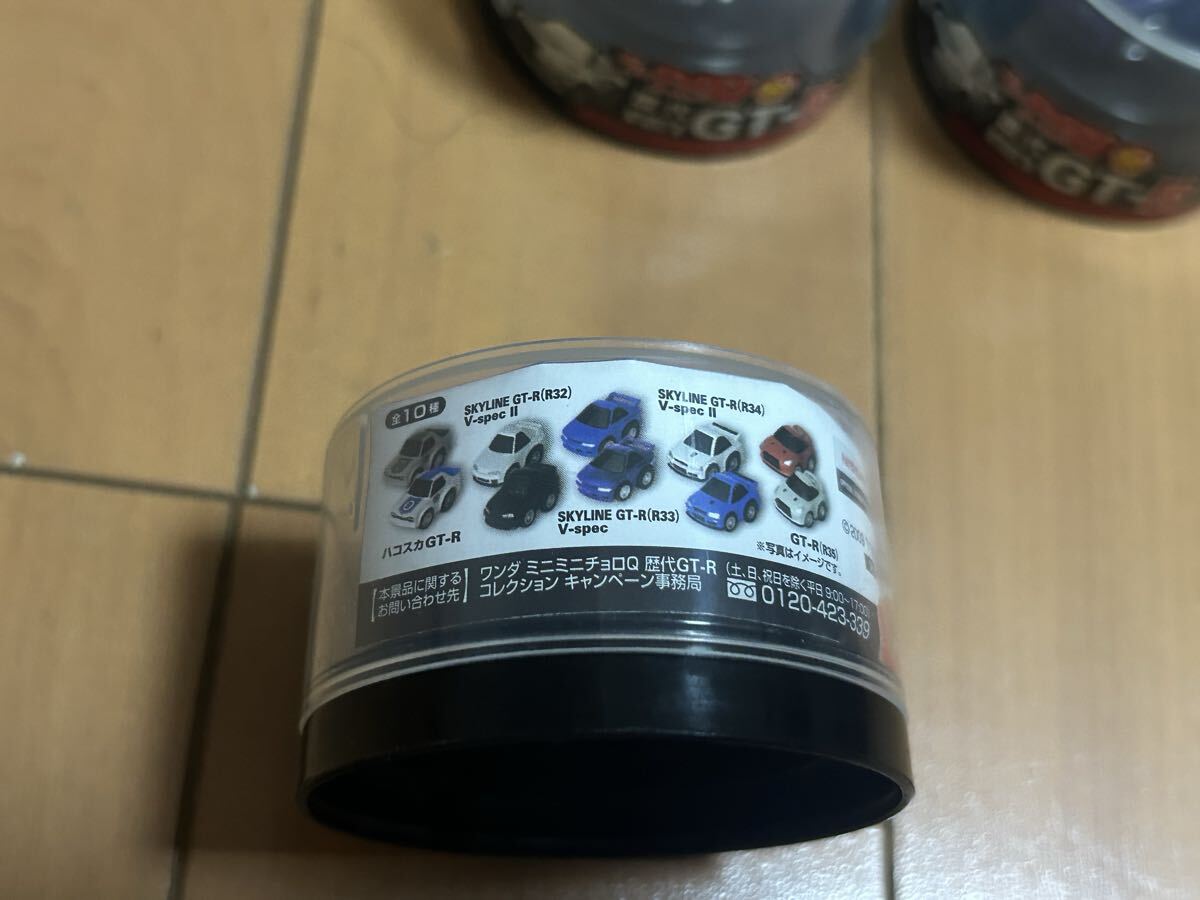 GT-
GT-
全10種
SKYLINE GT-R(R32)
V-spec II
SKYLINE GT-R(R34)
V-spec II
ハコスカGT-R
SKYLINE GT-R(R33)
V-spec
GT-R(R35)
※写真はイメージです。
本景品に関する
お問い合わせ先
ワンダ ミニミニチョロQ 歴代GT-R
コレクション キャンペーン事務局
(土、日、祝日を除く平日 9:00~17:00)
0120-423-339